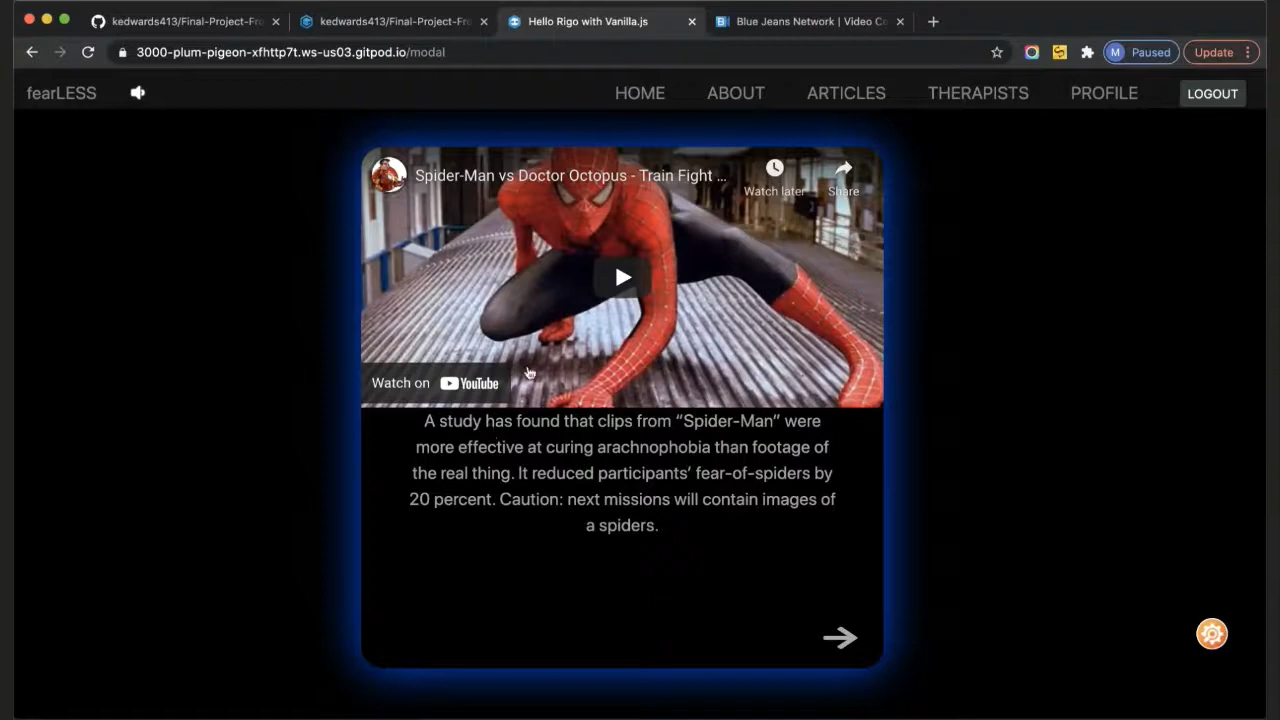 kedwards413/Final-Project-Fr
kedwards413/Final-Project-Fr
Hello Rigo with Vanilla.js
Blue Jeans Network | Video Co
3000-plum-pigeon-xfhttp7t.ws-us03.gitpod.io/modal
M Paused
Update
fearLESS
HOME
ABOUT
ARTICLES
THERAPISTS
PROFILE
LOGOUT
Spider-Man vs Doctor Octopus - Train Fight ...
Watch later
Share
Watch on YouTube
A study has found that clips from “Spider-Man” were
more effective at curing arachnophobia than footage of
the real thing. It reduced participants’ fear-of-spiders by
20 percent. Caution: next missions will contain images of
a spiders.